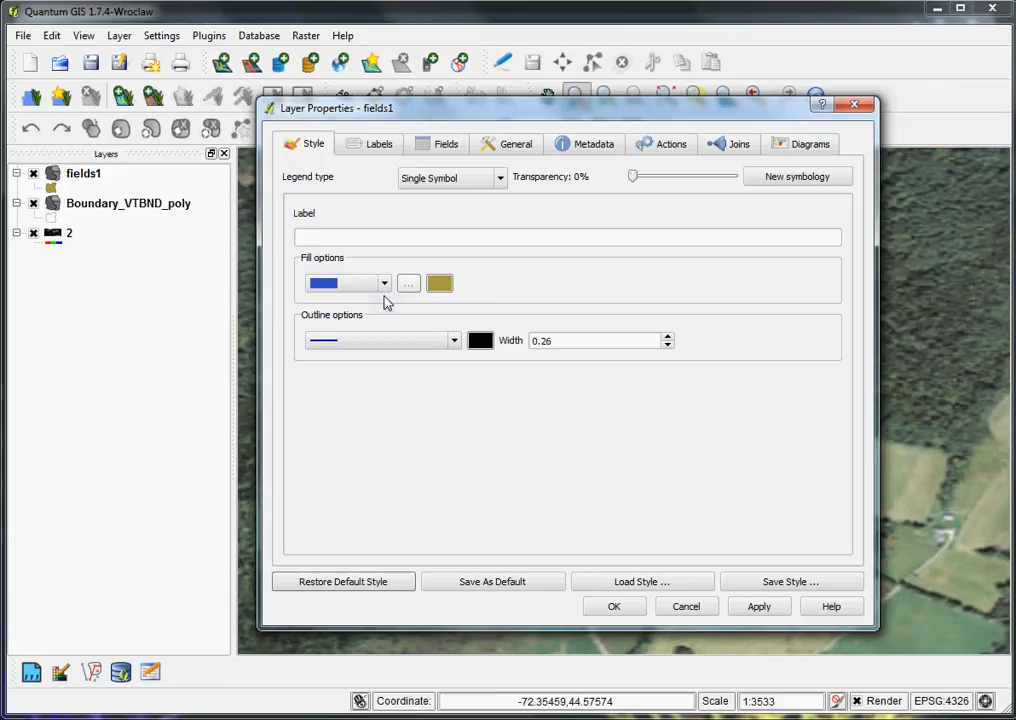 Quantum GIS 1.7.4-Wroclaw
File Edit View Layer Settings Plugins Database Raster Help
Layers
fields1
Boundary_VTBND_poly
2
Layer Properties - fields1
Style Labels Fields General Metadata Actions Joins Diagrams
Legend type Single Symbol Transparency: 0% New symbology
Label
Fill options
...
Outline options
Width 0.26
Restore Default Style Save As Default Load Style ... Save Style ...
OK Cancel Apply Help
Coordinate: -72.35459,44.57574 Scale 1:3533 Render EPSG:4326